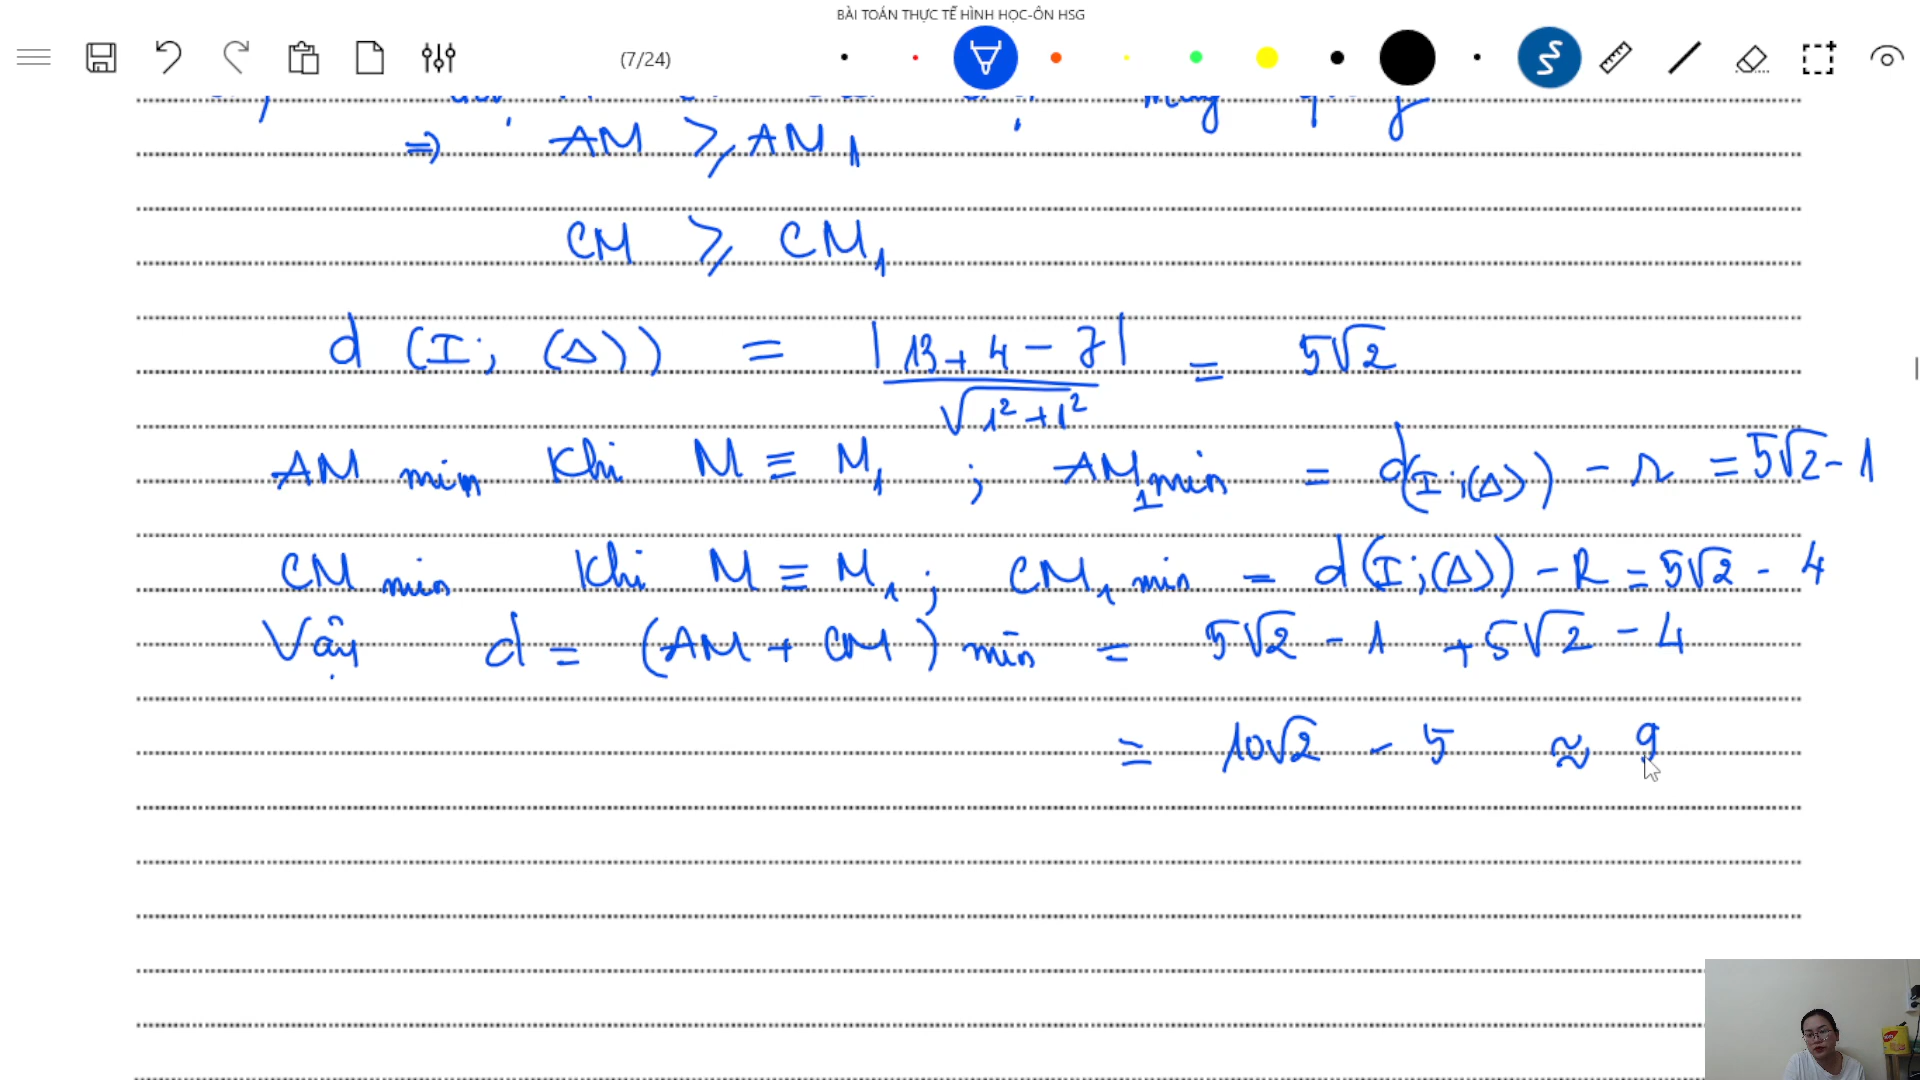 BÀI TOÁN THỰC TẾ HÌNH HỌC-ÔN HSG
(7/24)
⇒ AM ⩾ AM₁
CM ⩾ CM₁
d (I; (Δ)) = |13 + 4 - 7| / √(1² + 1²) = 5√2
AM min khi M ≡ M₁ ; AM₁ min = d(I;(Δ)) - r = 5√2 - 1
CM min khi M ≡ M₁ ; CM₁ min = d(I;(Δ)) - R = 5√2 - 4
Vậy d = (AM + CM) min = 5√2 - 1 + 5√2 - 4
= 10√2 - 5 ≈ 9